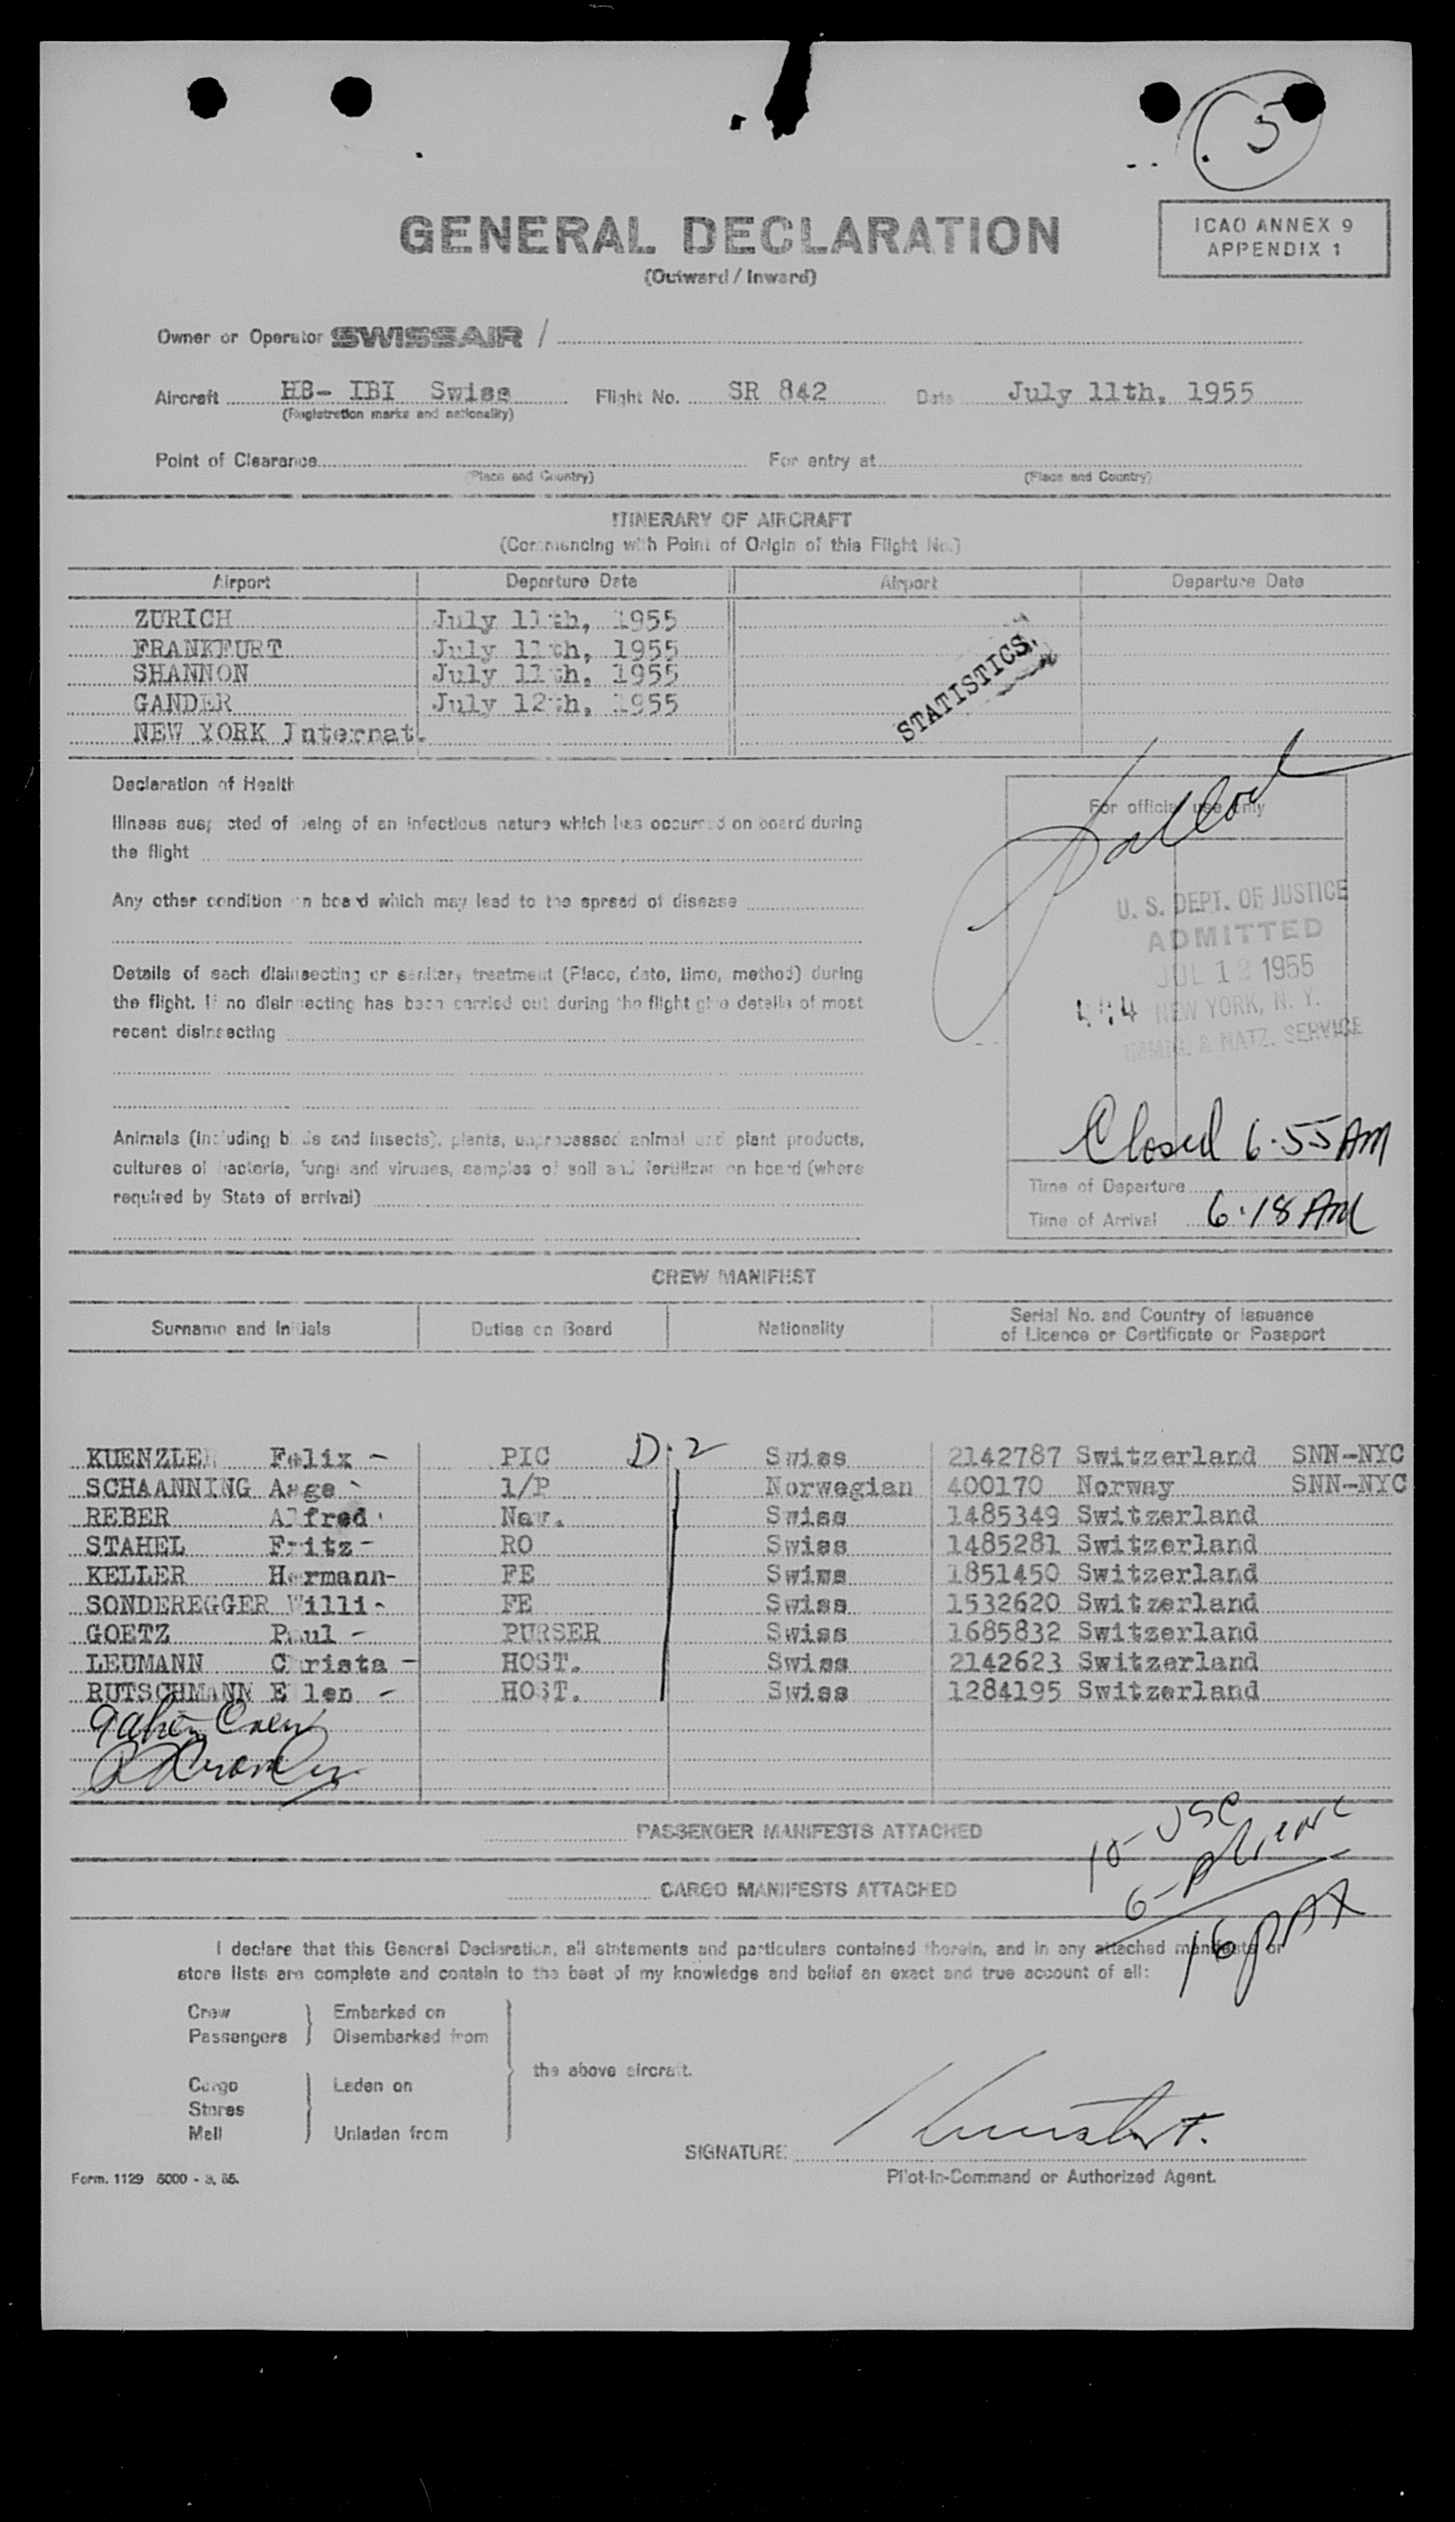 5
GENERAL DECLARATION
(Outward / Inward)
ICAO ANNEX 9
APPENDIX 1
Owner or Operator SWISSAIR /
Aircraft HB- IBI Swiss Flight No. SR 842 Date July 11th, 1955
(Registration marks and nationality)
Point of Clearance For entry at
(Place and Country) (Place and Country)
ITINERARY OF AIRCRAFT
(Commencing with Point of Origin of this Flight No.)
Airport Departure Date Airport Departure Date
ZURICH July 11th, 1955
FRANKFURT July 11th, 1955
SHANNON July 11th, 1955
GANDER July 12th, 1955
NEW YORK Internat.
STATISTICS.
Declaration of Health
Illness suspected of being of an infectious nature which has occurred on board during
the flight
Any other condition on board which may lead to the spread of disease
Details of each disinsecting or sanitary treatment (Place, date, time, method) during
the flight. If no disinsecting has been carried out during the flight give details of most
recent disinsecting
Animals (including birds and insects), plants, unprocessed animal and plant products,
cultures of bacteria, fungi and viruses, samples of soil and fertilizer on board (where
required by State of arrival)
For official use only
U. S. DEPT. OF JUSTICE
ADMITTED
JUL 12 1955
NEW YORK, N. Y.
IMMIG. & NATZ. SERVICE
Closed 6.55 AM
Time of Departure
Time of Arrival 6.18 AM
CREW MANIFEST
Surname and Initials Duties on Board Nationality Serial No. and Country of Issuance
of Licence or Certificate or Passport
KUENZLER Felix - PIC D.2 Swiss 2142787 Switzerland SNN-NYC
SCHAANNING Aage - 1/P Norwegian 400170 Norway SNN-NYC
REBER Alfred Nav. Swiss 1485349 Switzerland
STAHEL Fritz - RO Swiss 1485281 Switzerland
KELLER Hermann- FE Swiss 1851450 Switzerland
SONDEREGGER Willi- FE Swiss 1532620 Switzerland
GOETZ Paul - PURSER Swiss 1685832 Switzerland
LEUMANN Christa - HOST. Swiss 2142623 Switzerland
RUTSCHMANN Ellen - HOST. Swiss 1284195 Switzerland
Crew
PASSENGER MANIFESTS ATTACHED
10- USC
CARGO MANIFESTS ATTACHED
6-
16 PAX
I declare that this General Declaration, all statements and particulars contained therein, and in any attached manifests or
store lists are complete and contain to the best of my knowledge and belief an exact and true account of all:
Crew Embarked on
Passengers Disembarked from
the above aircraft.
Cargo Laden on
Stores
Mail Unladen from
SIGNATURE
Pilot-in-Command or Authorized Agent.
Form. 1129 5000 - 3. 55.